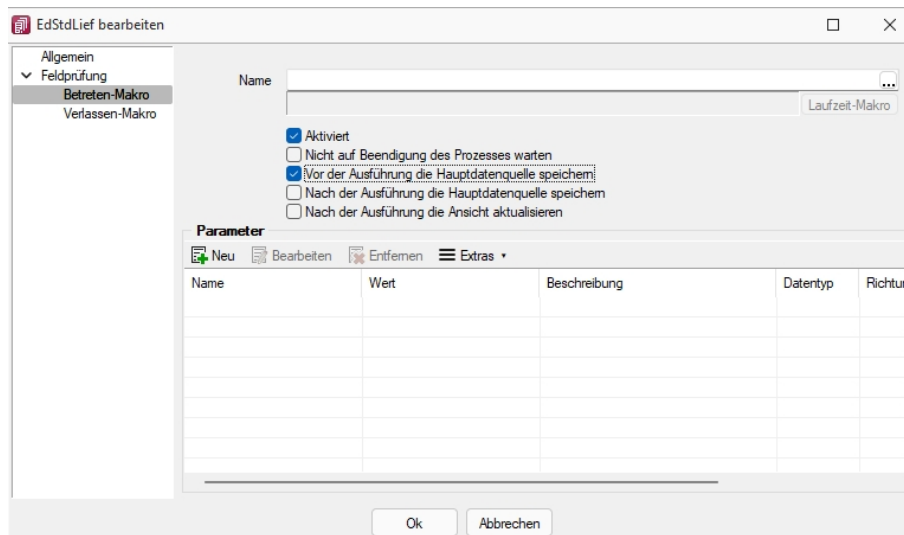 EdStdLief bearbeiten
Allgemein
Feldprüfung
Betreten-Makro
Verlassen-Makro
Name
...
Laufzeit-Makro
Aktiviert
Nicht auf Beendigung des Prozesses warten
Vor der Ausführung die Hauptdatenquelle speichern
Nach der Ausführung die Hauptdatenquelle speichern
Nach der Ausführung die Ansicht aktualisieren
Parameter
Neu Bearbeiten Entfernen Extras
Name Wert Beschreibung Datentyp Richtu
Ok Abbrechen